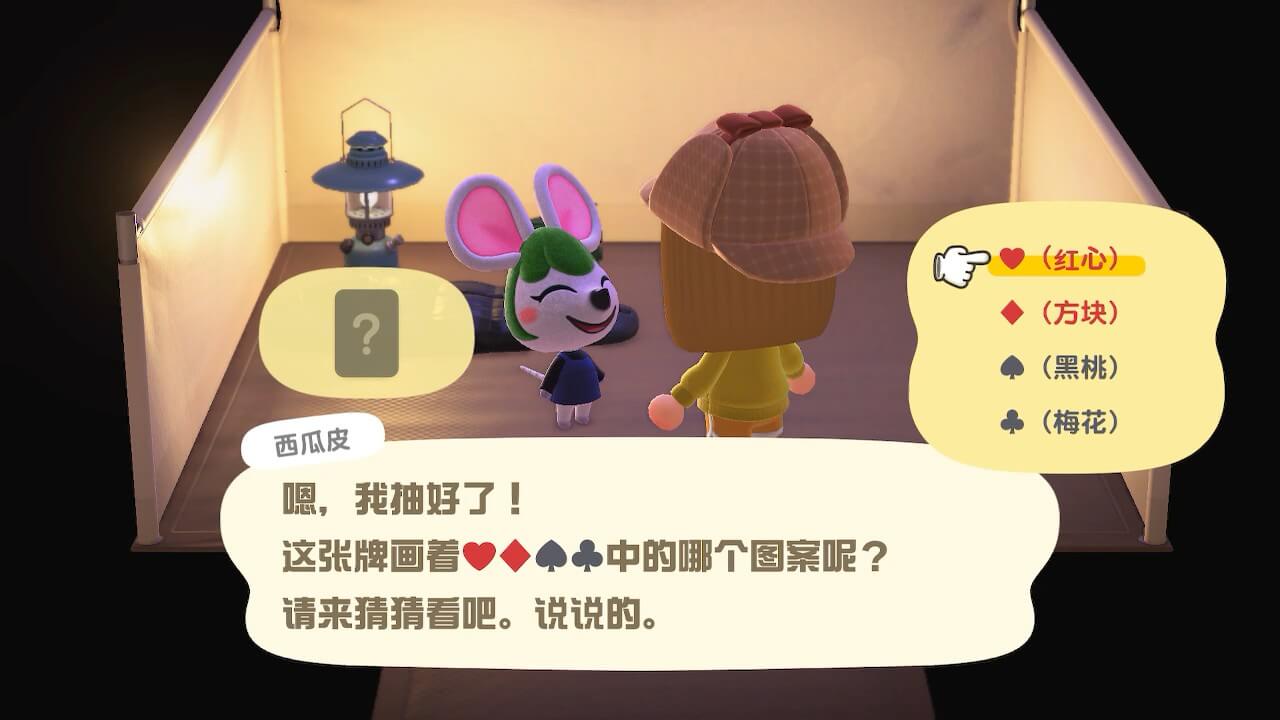 ?
西瓜皮
嗯，我抽好了！
这张牌画着♥♦♠♣中的哪个图案呢？
请来猜猜看吧。说说的。
♥（红心）
♦（方块）
♠（黑桃）
♣（梅花）